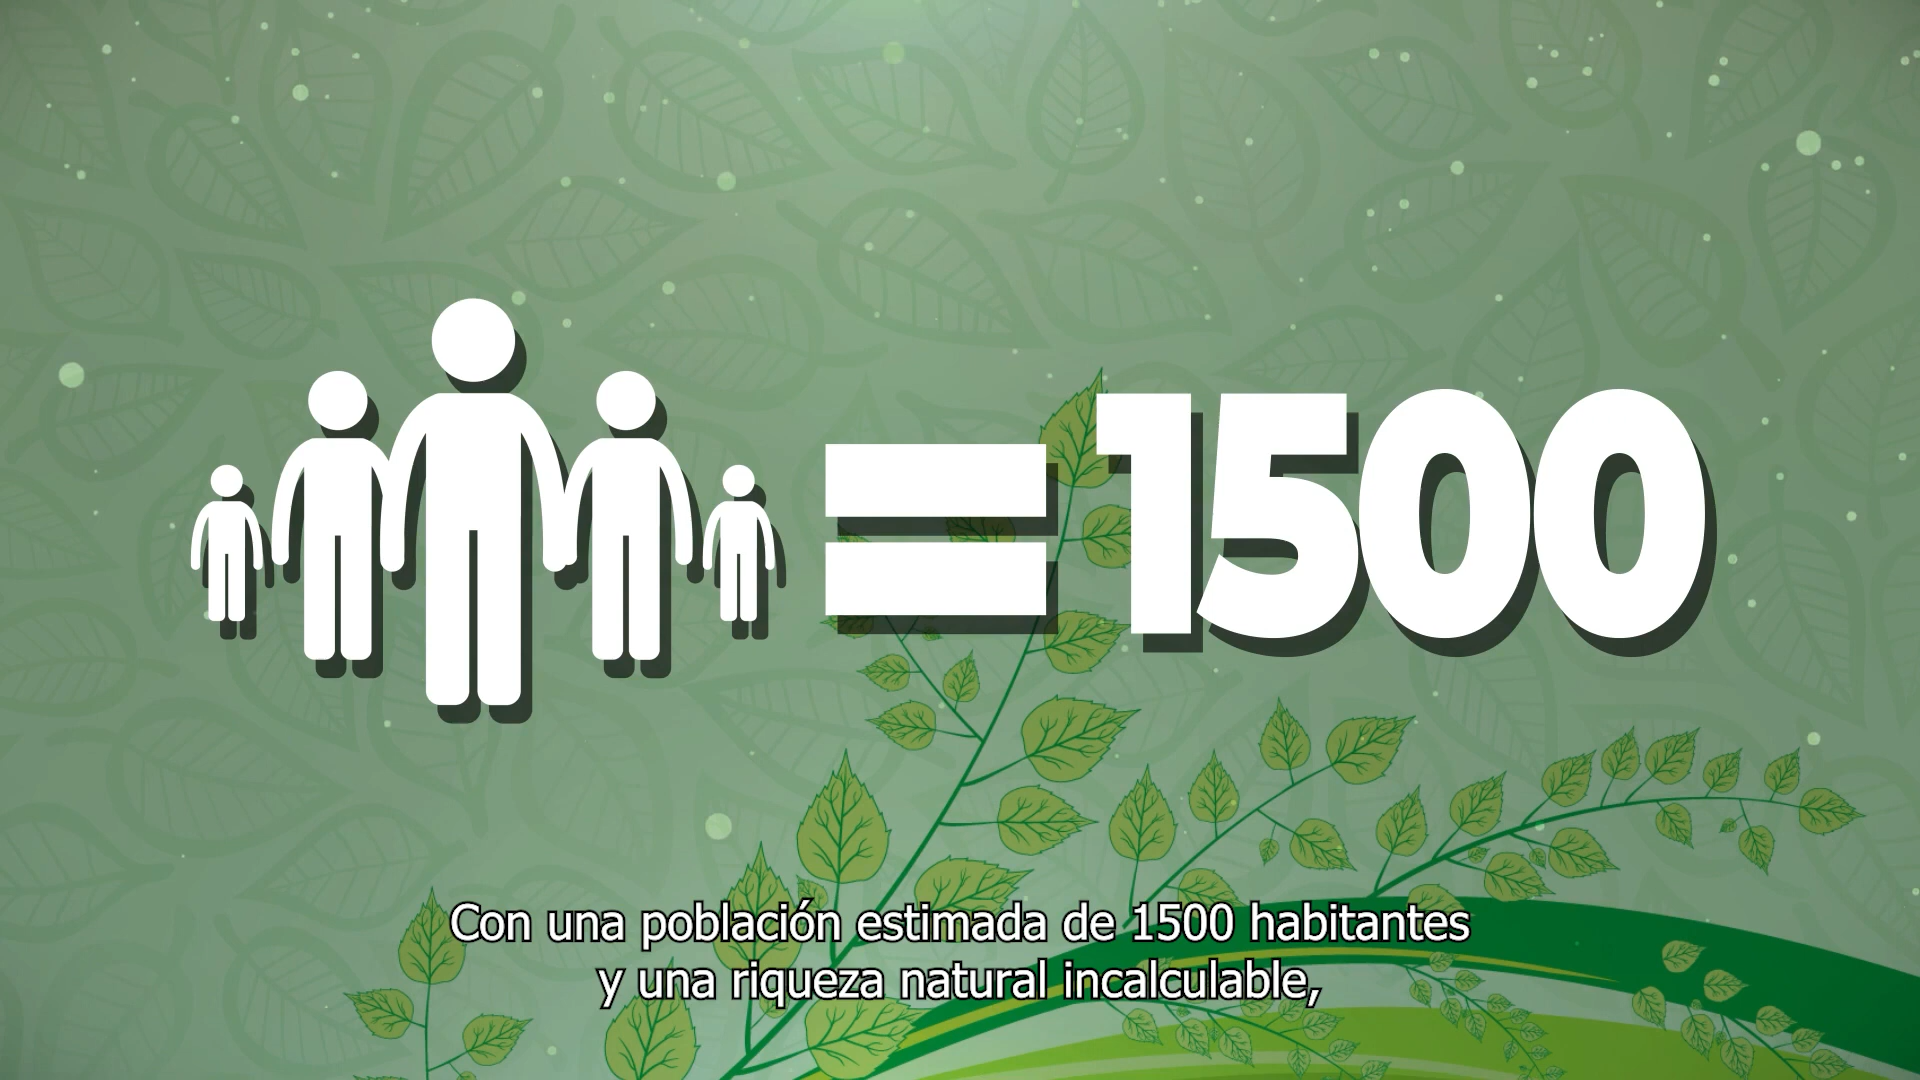 =1500
Con una población estimada de 1500 habitantes
y una riqueza natural incalculable,